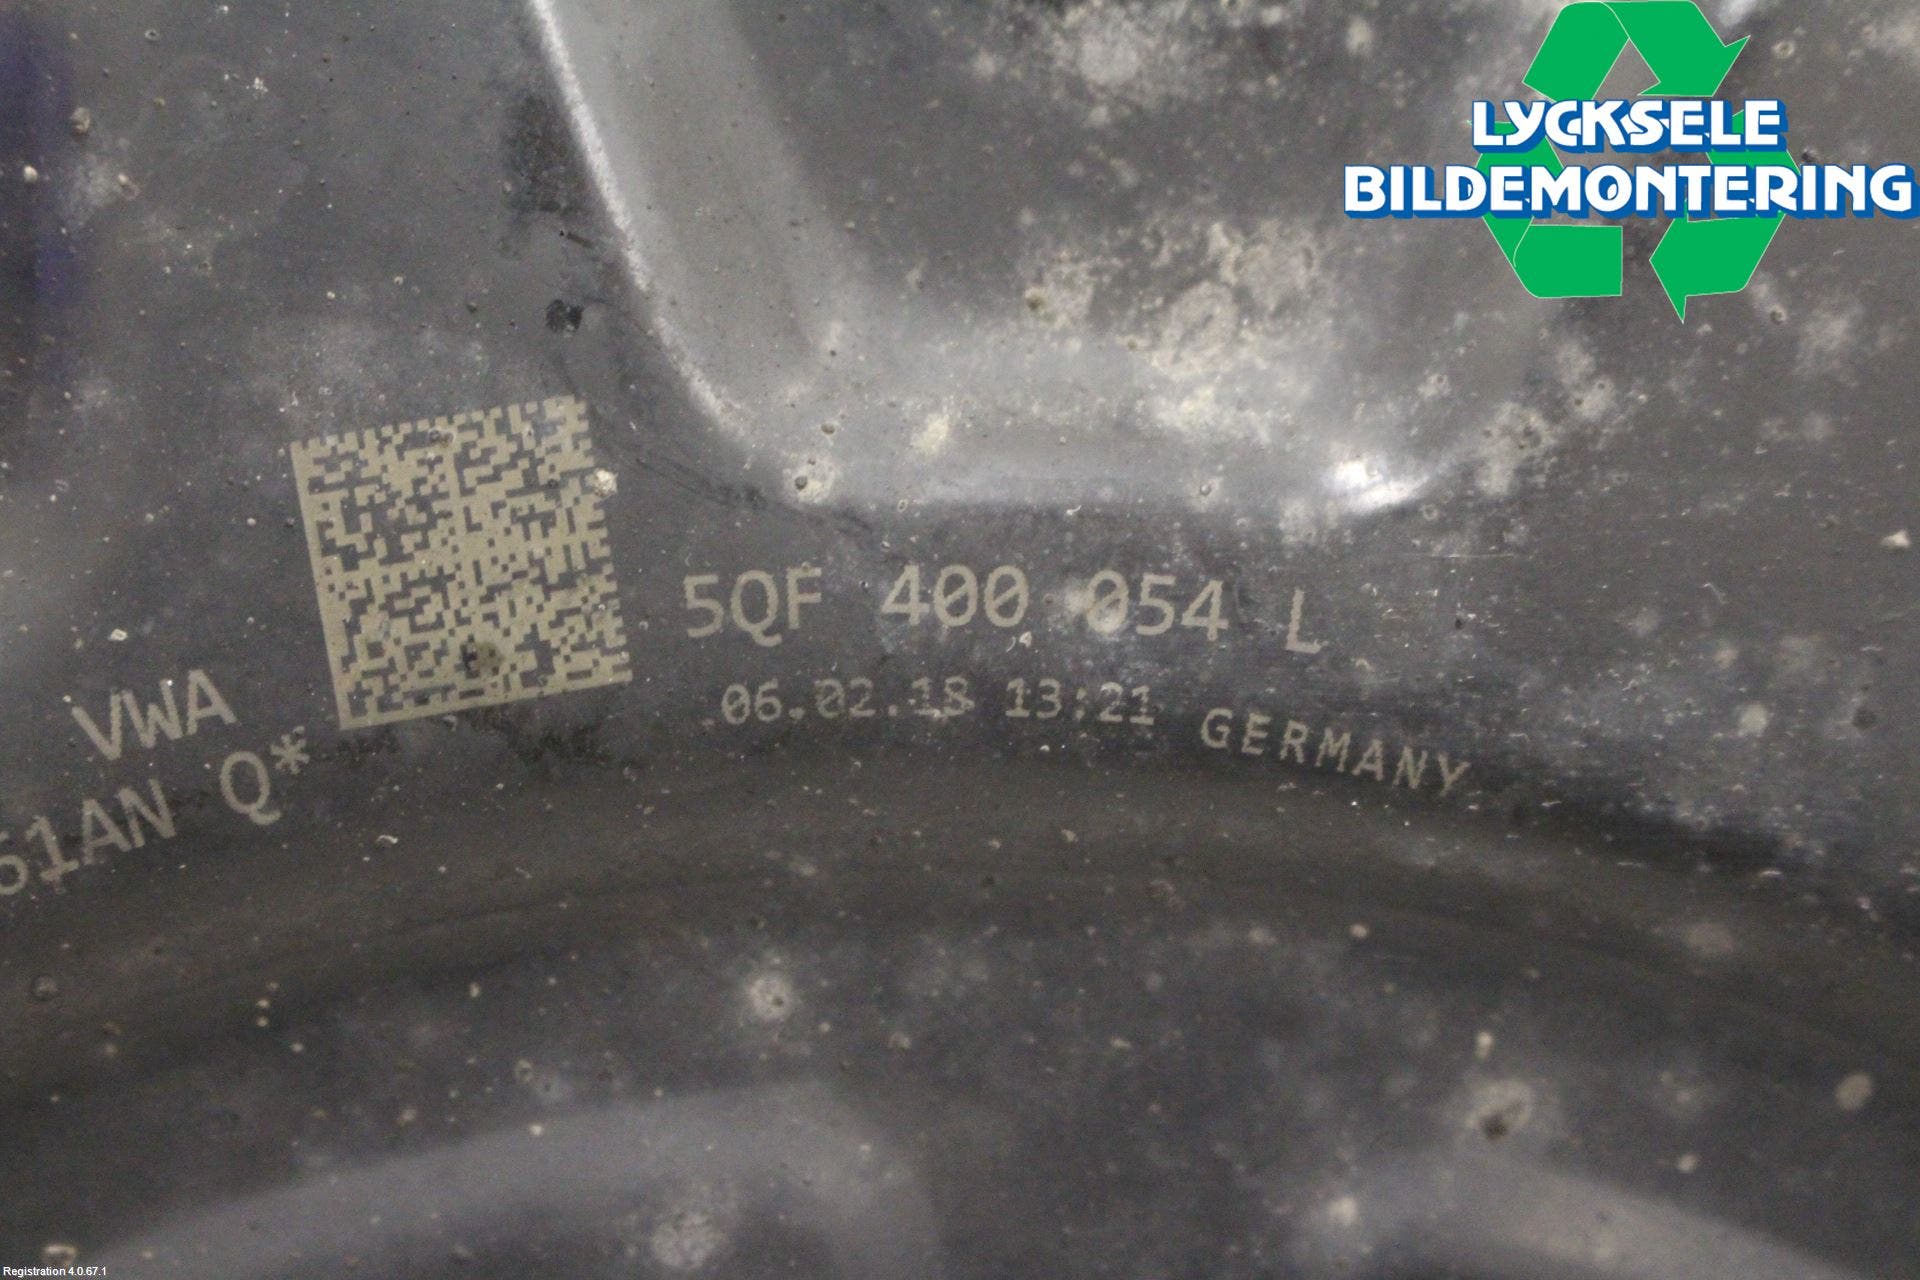 LYCKSELE
BILDEMONTERING
5QF 400 054 L
06.02.18 13:21 GERMANY
VWA
51AN Q*
Registration 4.0.67.1